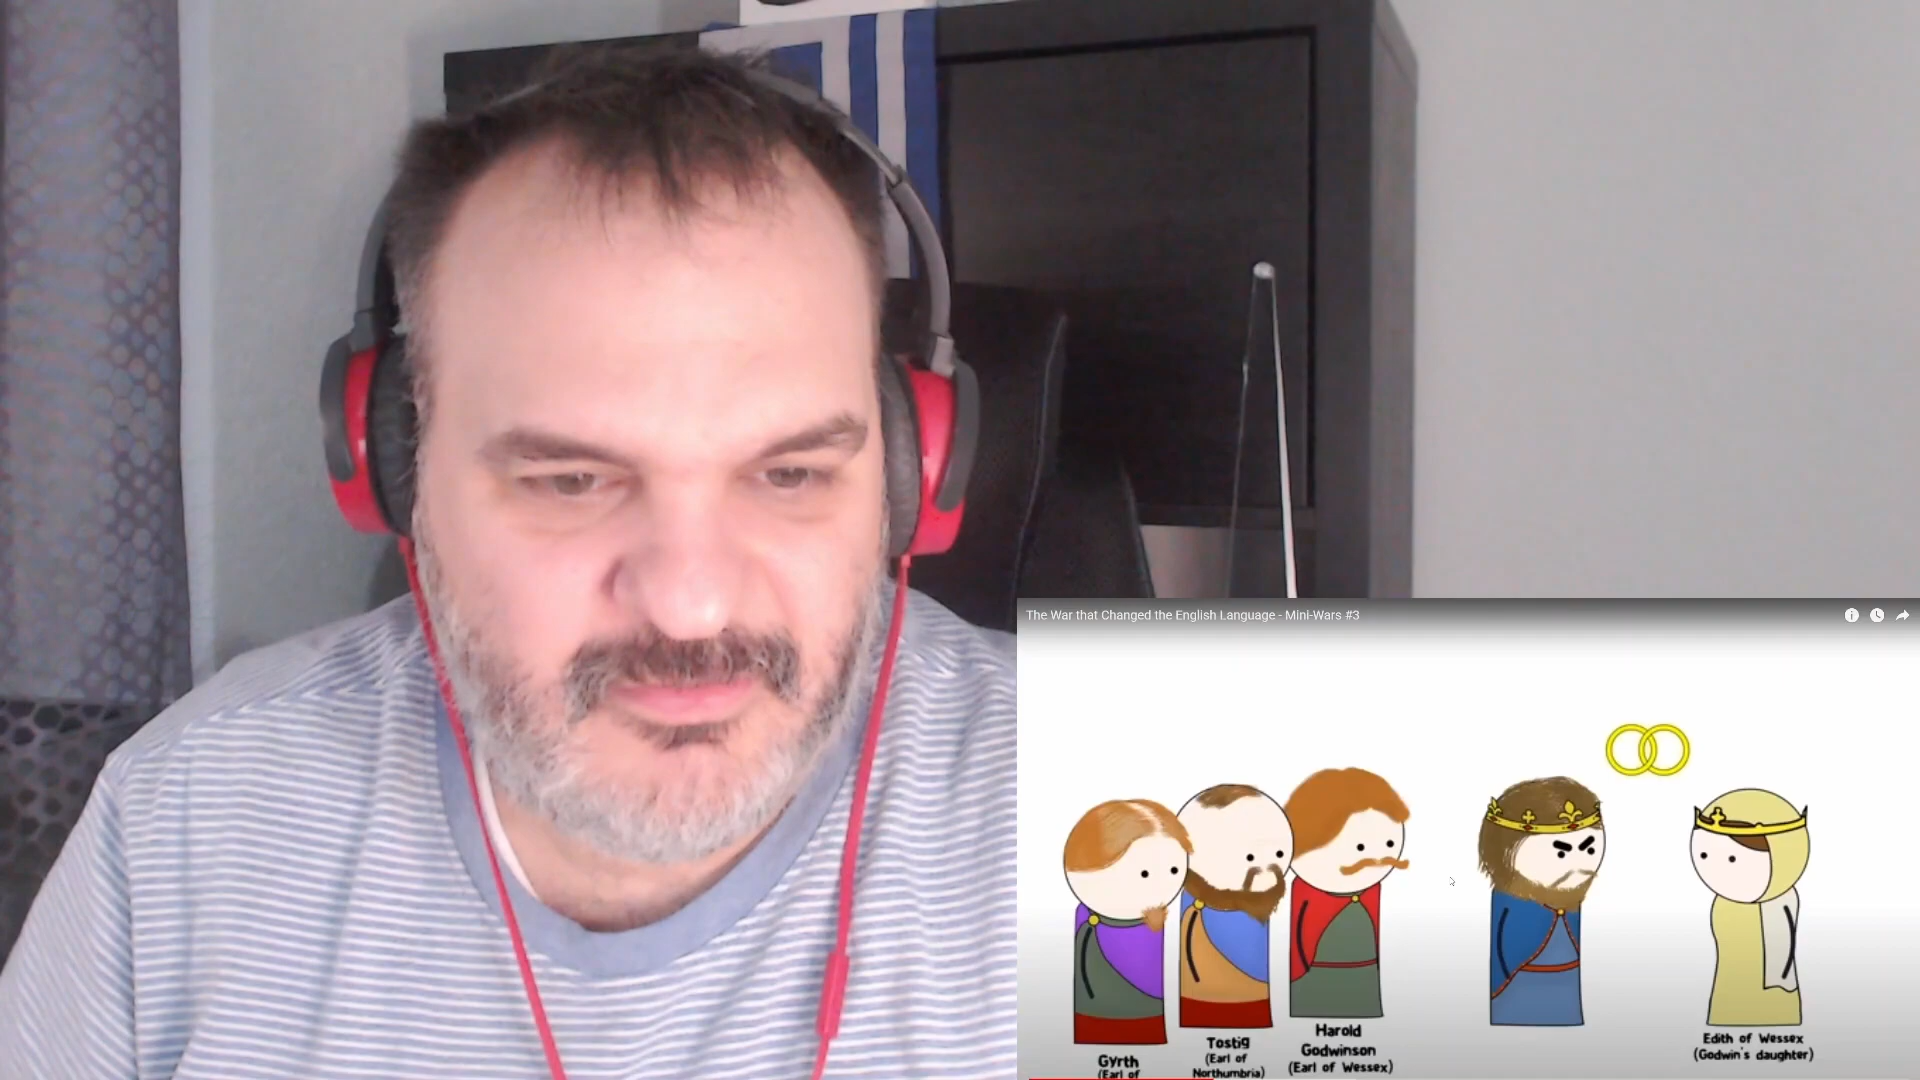 The War that Changed the English Language - Mini-Wars #3
Gyrth
(Earl of
Tostig
(Earl of
Northumbria)
Harold
Godwinson
(Earl of Wessex)
Edith of Wessex
(Godwin's daughter)